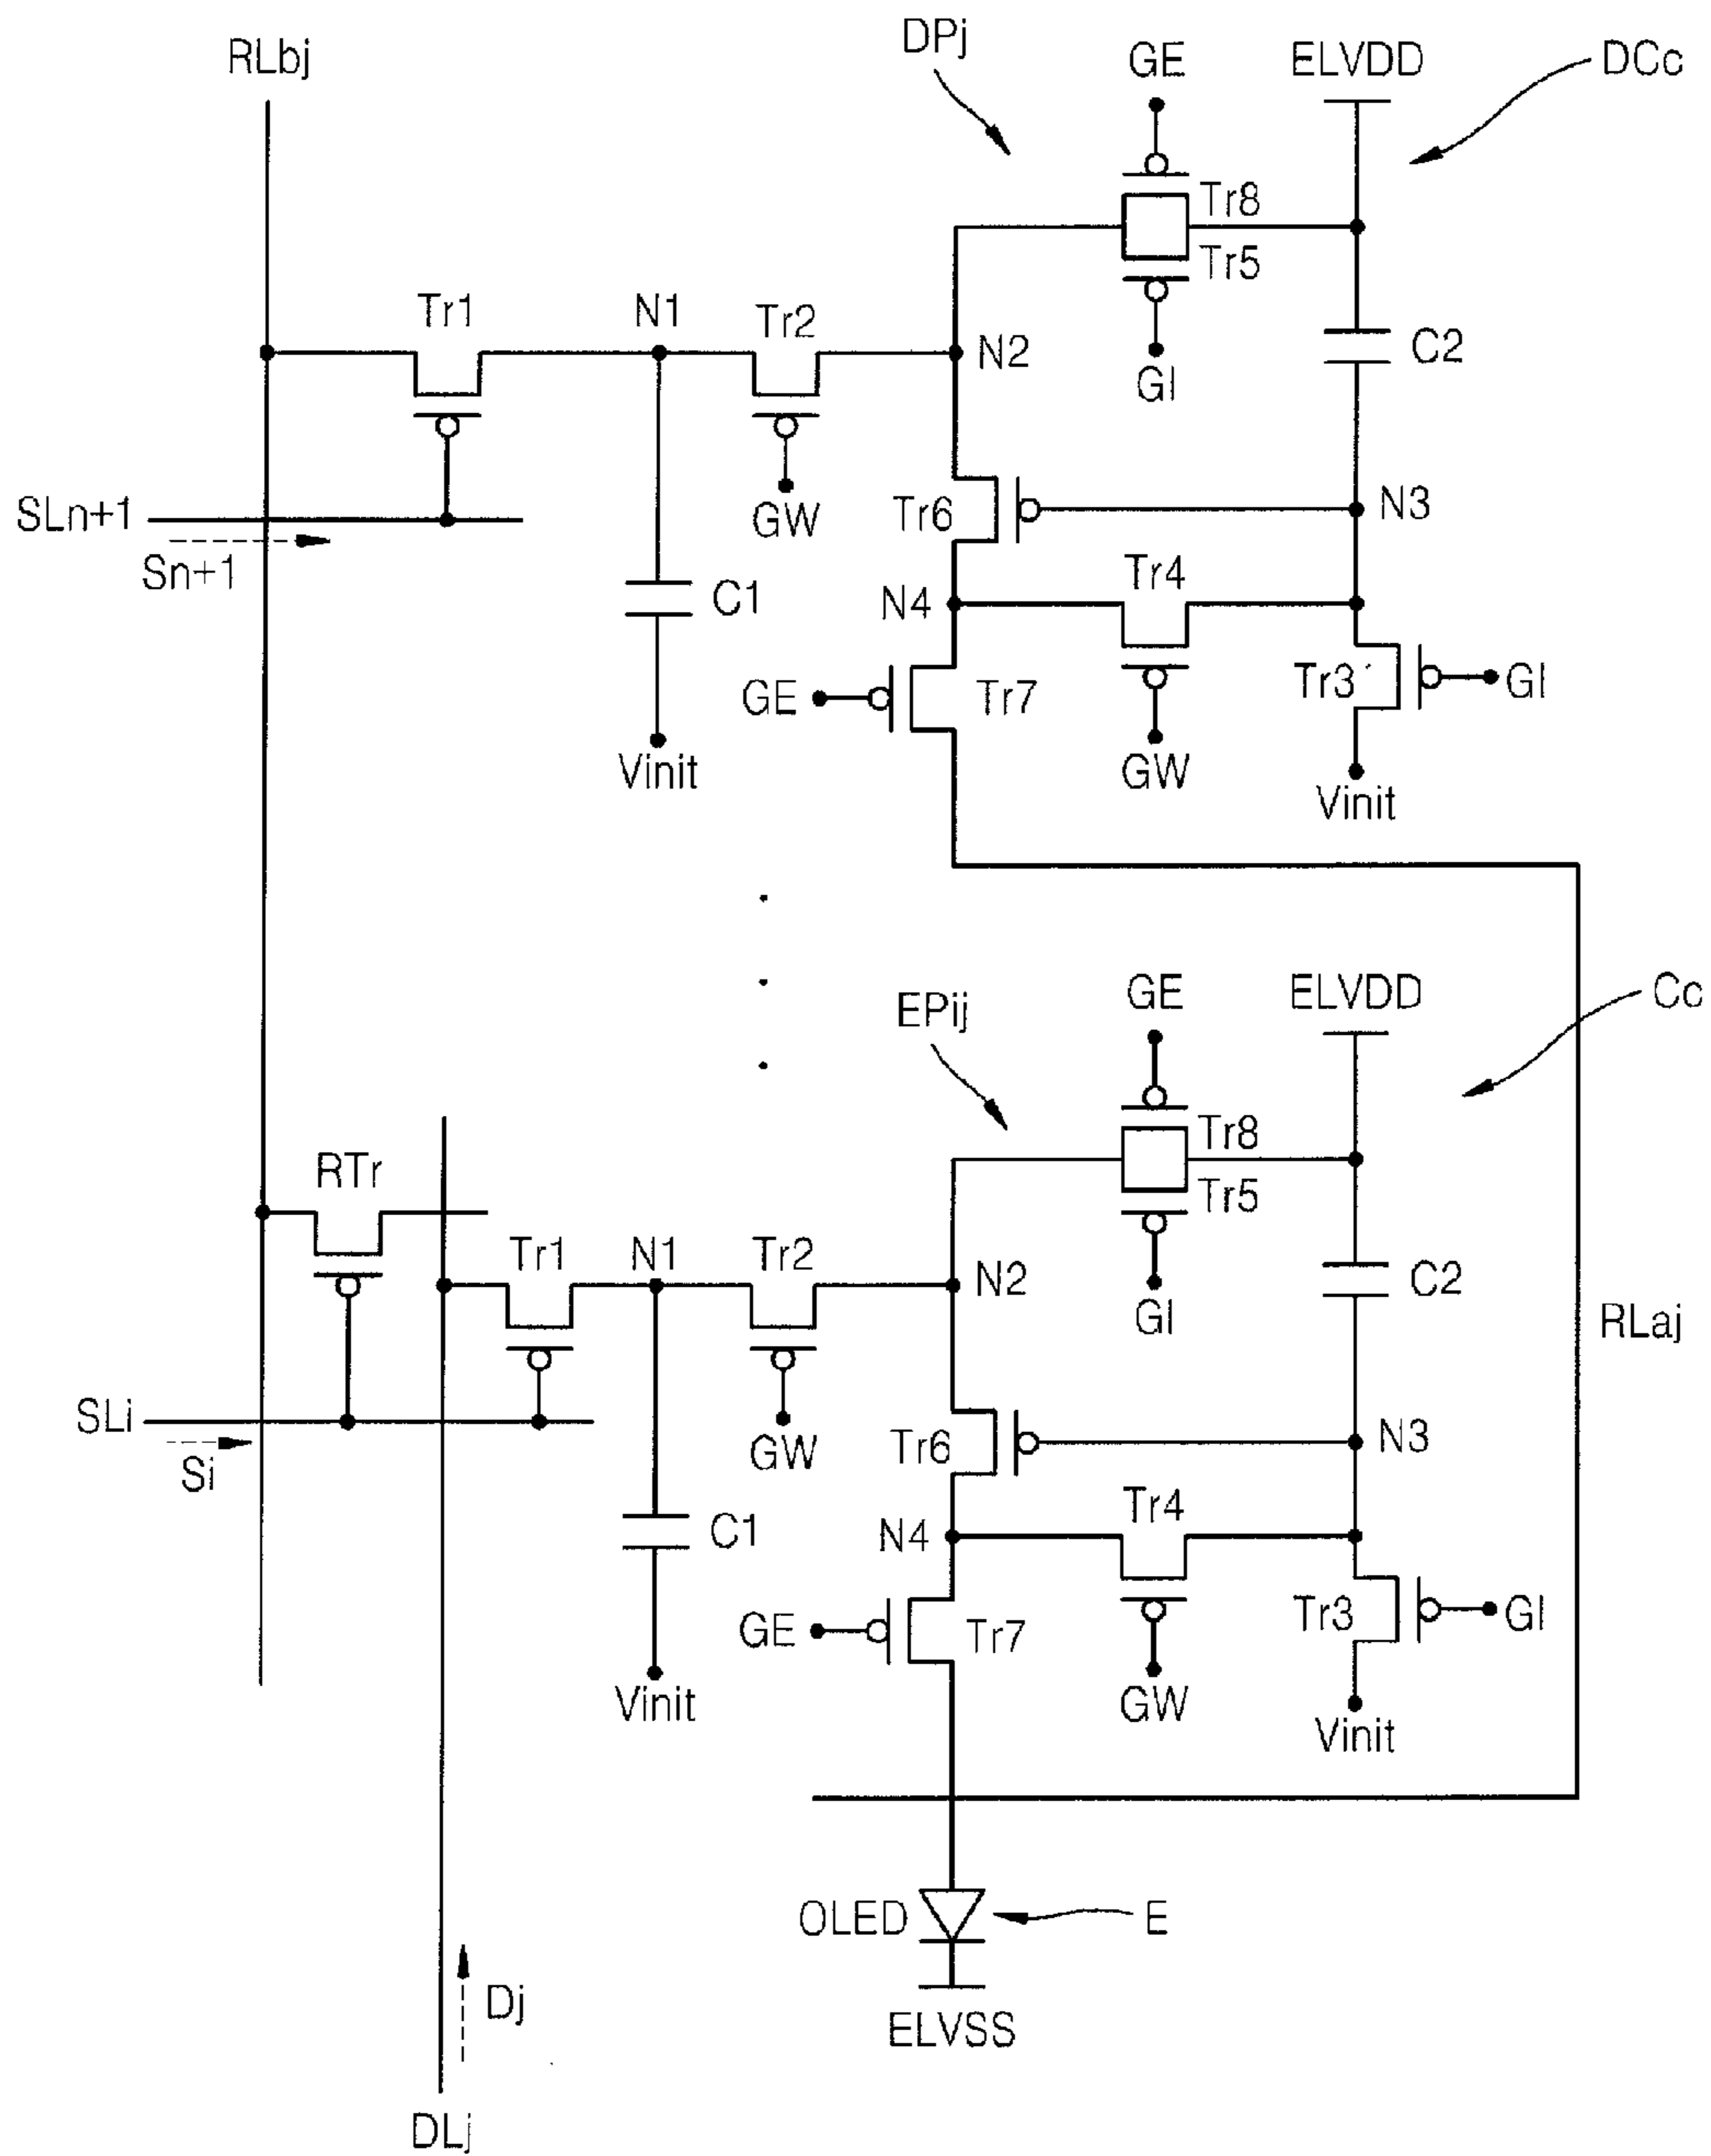 DPj
RLbj
GE
ELVDD
DCc
Tr8
Tr5
Tr1
N1
Tr2
N2
GI
C2
SLn+1
Sn+1
GW
Tr6
N3
C1
N4
Tr4
GE
Tr7
Tr3
GI
Vinit
GW
Vinit
EPij
GE
ELVDD
Cc
Tr8
Tr5
RTr
Tr1
N1
Tr2
N2
GI
C2
RLaj
SLi
Si
GW
Tr6
N3
C1
N4
Tr4
GE
Tr7
Tr3
GI
Vinit
GW
Vinit
OLED
E
Dj
ELVSS
DLj